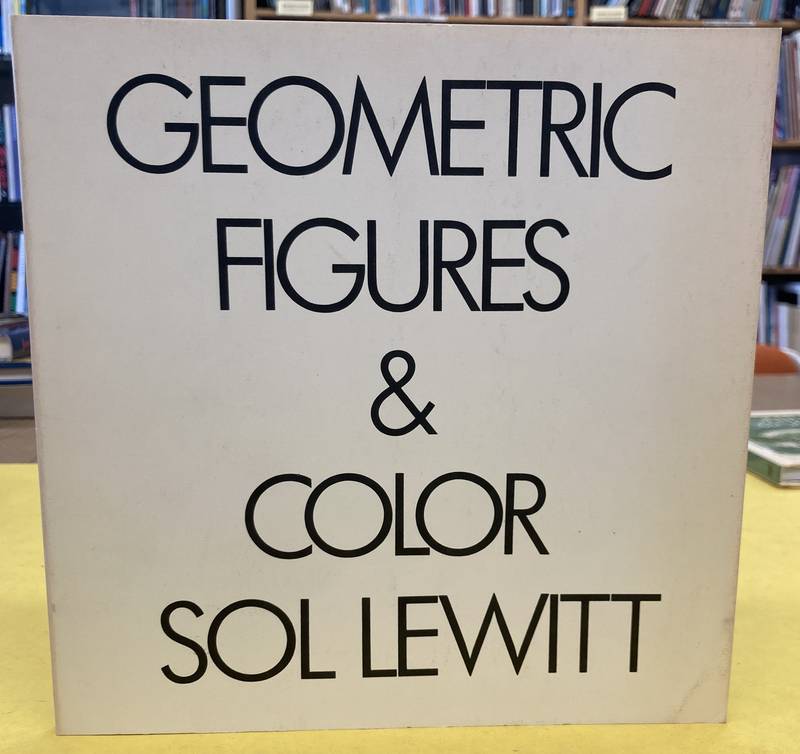 GEOMETRIC
FIGURES
&
COLOR
SOL LEWITT